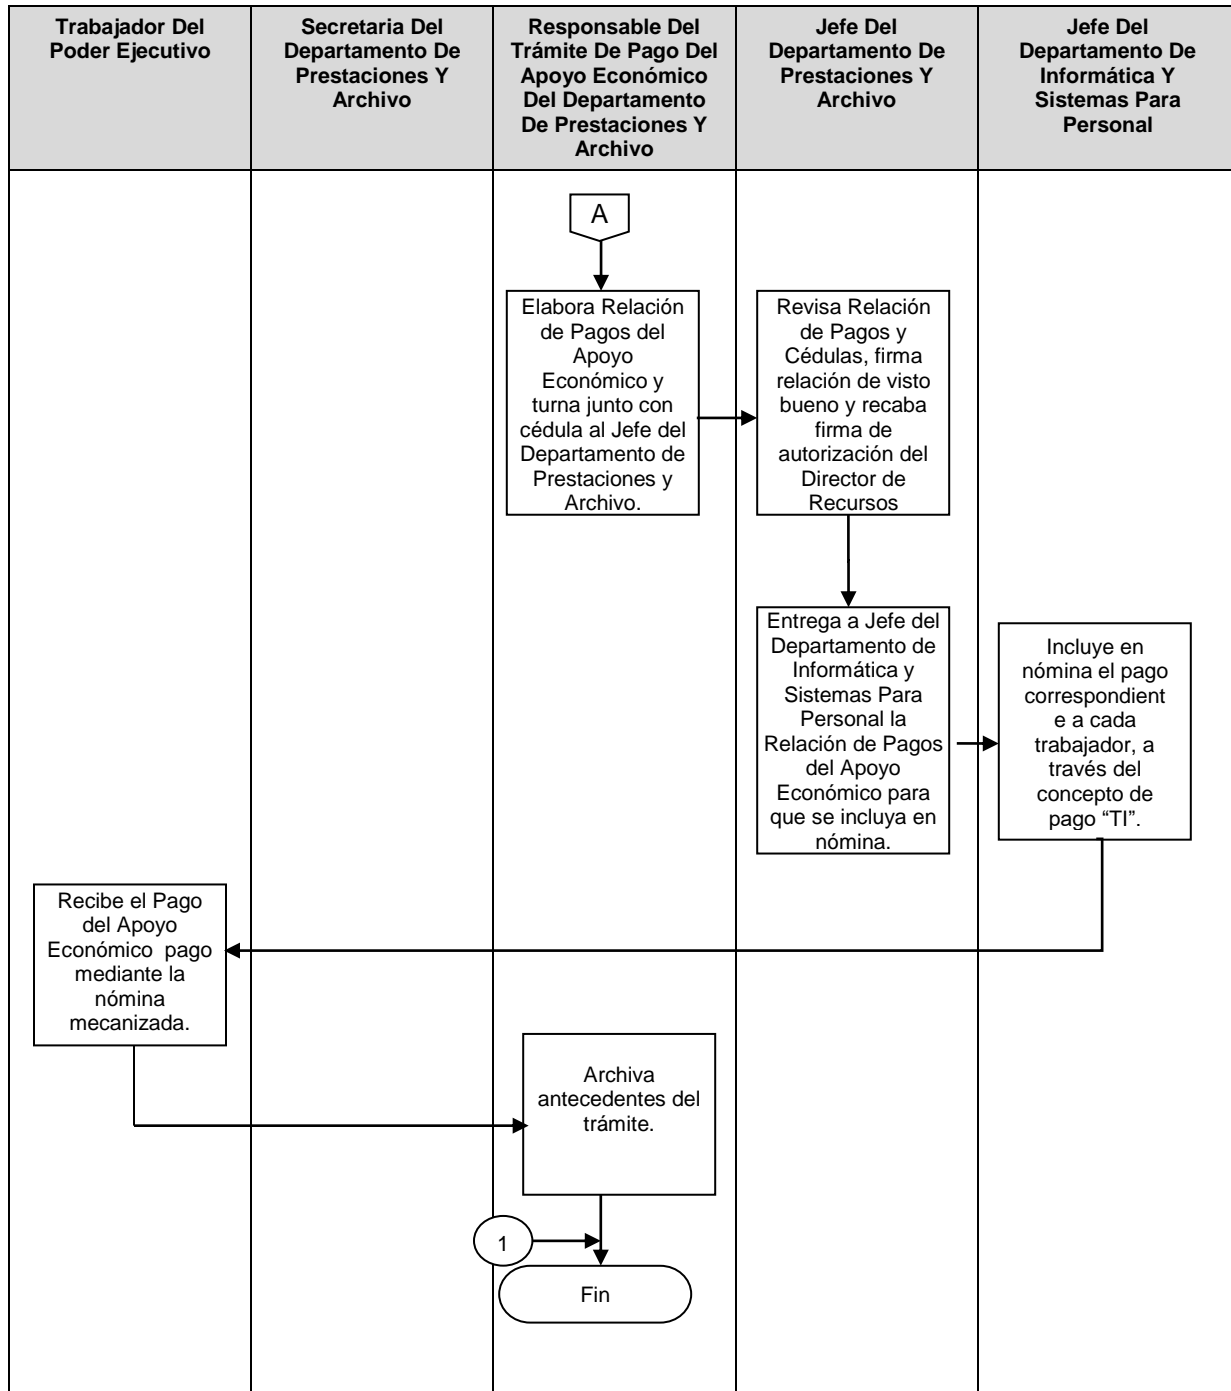 Trabajador Del
Poder Ejecutivo
Secretaria Del
Departamento De
Prestaciones Y
Archivo
Responsable Del
Trámite De Pago Del
Apoyo Económico
Del Departamento
De Prestaciones Y
Archivo
Jefe Del
Departamento De
Prestaciones Y
Archivo
Jefe Del
Departamento De
Informática Y
Sistemas Para
Personal
A
Elabora Relación
de Pagos del
Apoyo
Económico y
turna junto con
cédula al Jefe del
Departamento de
Prestaciones y
Archivo.
Revisa Relación
de Pagos y
Cédulas, firma
relación de visto
bueno y recaba
firma de
autorización del
Director de
Recursos
Entrega a Jefe del
Departamento de
Informática y
Sistemas Para
Personal la
Relación de Pagos
del Apoyo
Económico para
que se incluya en
nómina.
Incluye en
nómina el pago
correspondient
e a cada
trabajador, a
través del
concepto de
pago “TI”.
Recibe el Pago
del Apoyo
Económico  pago
mediante la
nómina
mecanizada.
Archiva
antecedentes del
trámite.
1
Fin